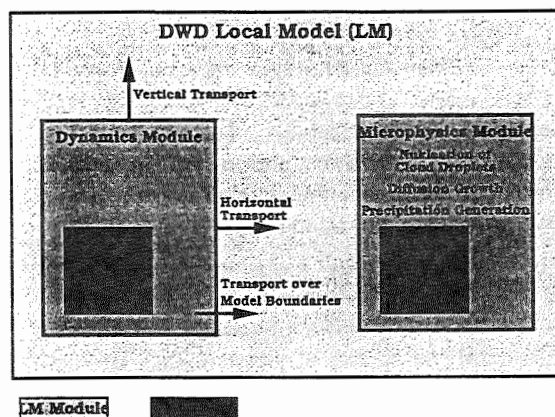 DWD Local Model (LM)
Vertical Transport
Dynamics Module
Horizontal
Transport
Transport over
Model Boundaries
Microphysics Module
Nukleation of
Cloud Droplets
Diffusion Growth
Precipitation Generation
LM Module